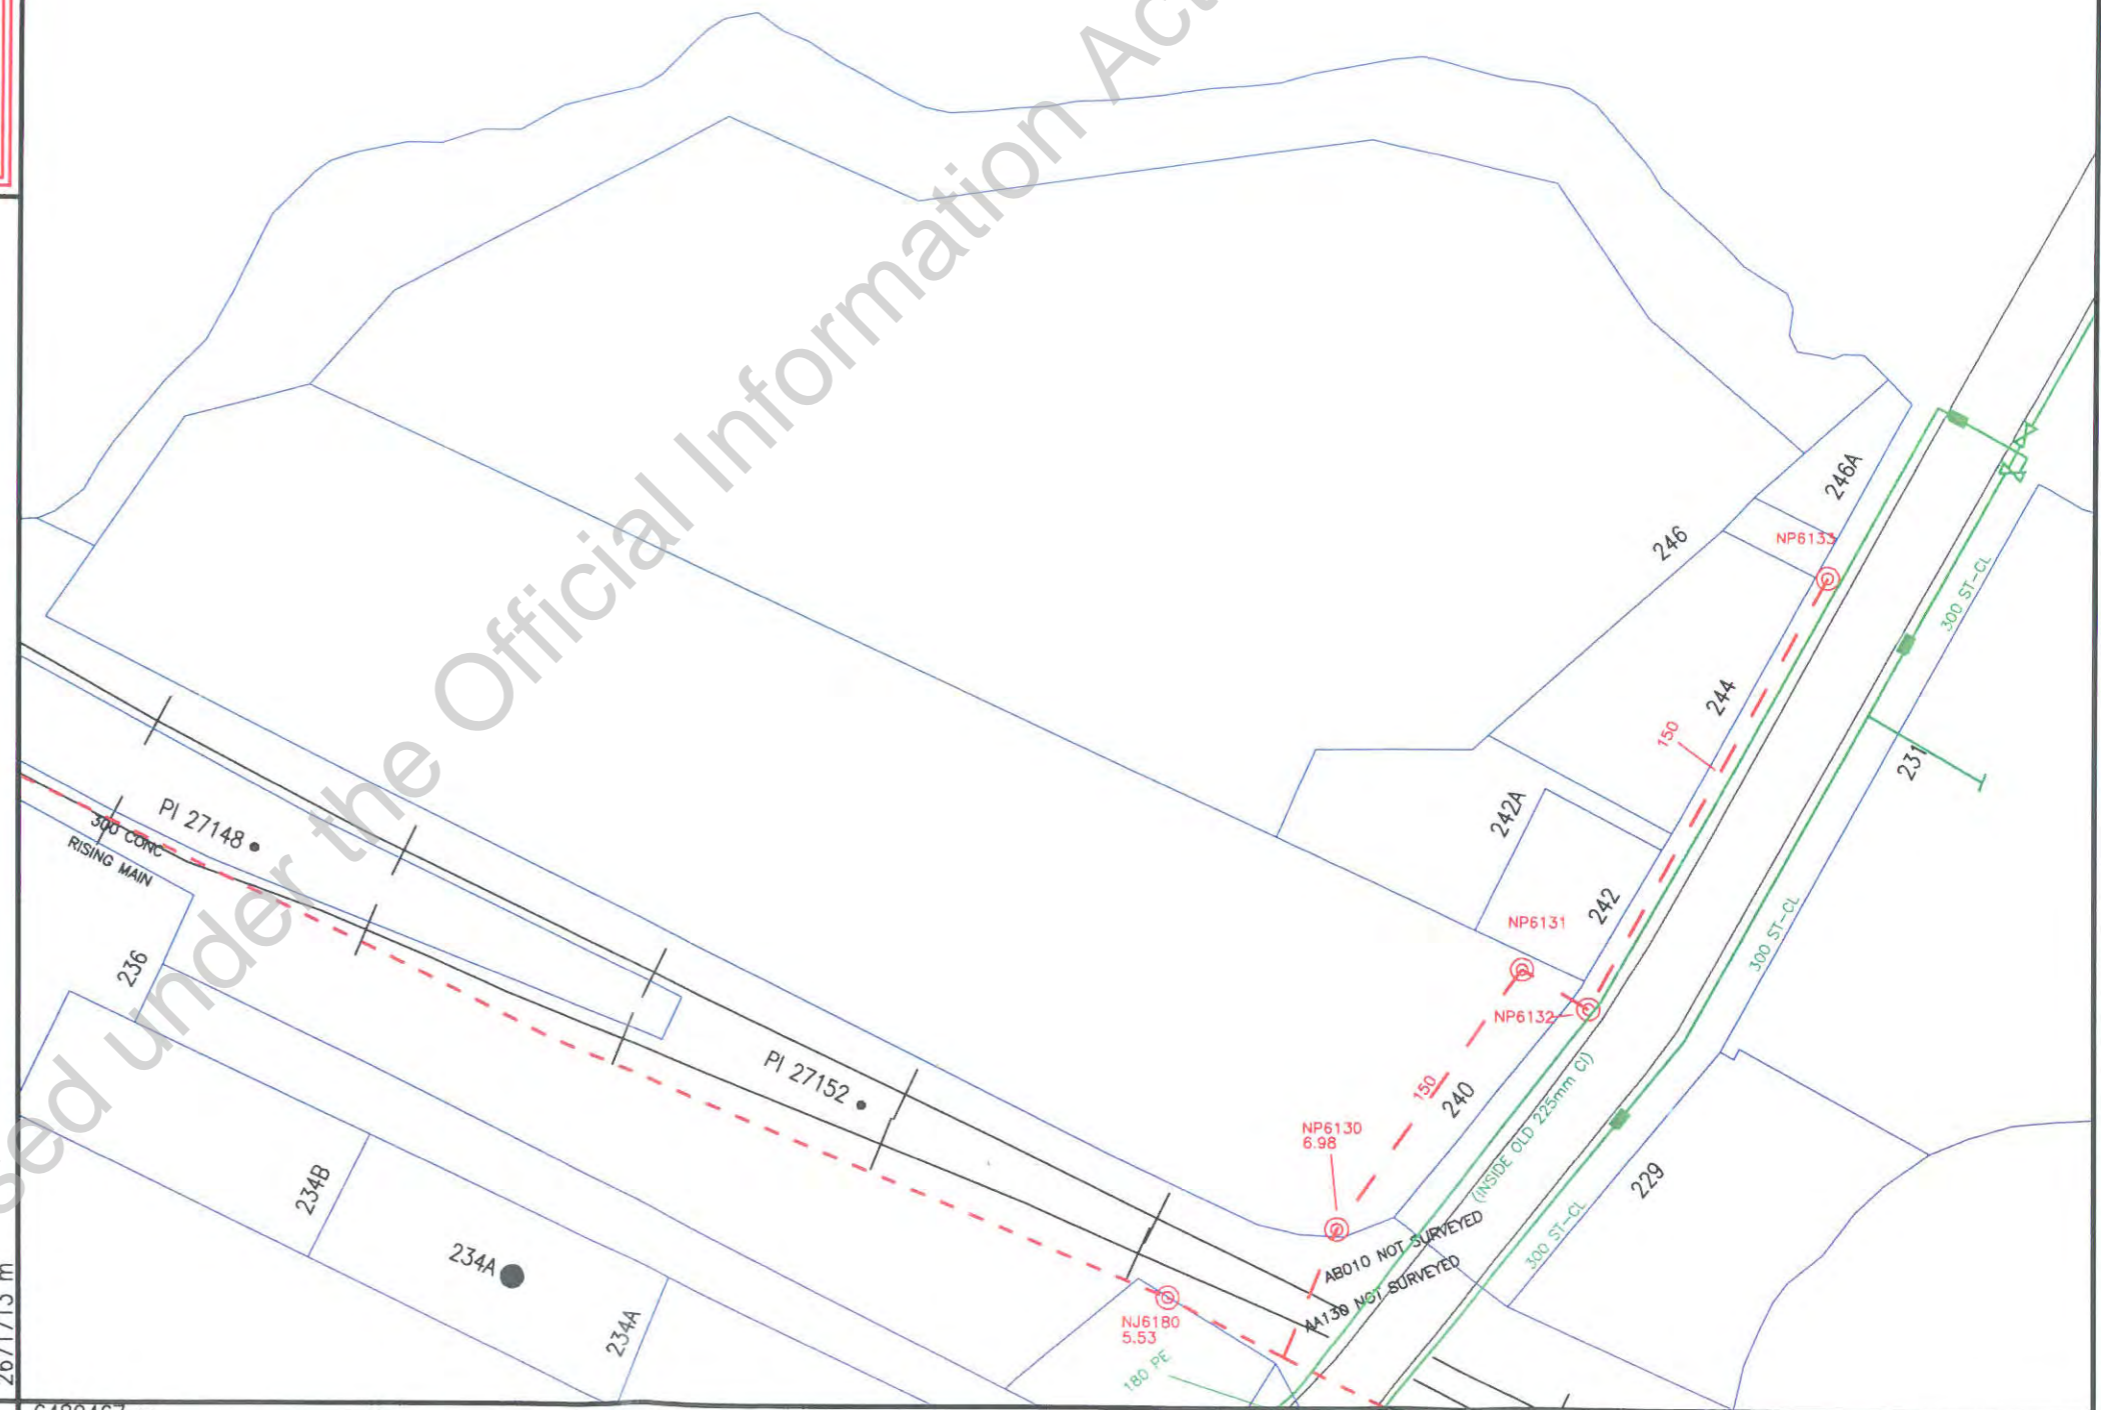 sed under the Official Information Act
246A
NP6133
246
300 ST-CL
244
150
231
242A
PI 27148
300 CONC
RISING MAIN
242
300 ST-CL
NP6131
236
NP6132
PI 27152
150
240
(INSIDE OLD 225mm CI)
NP6130
6.98
229
234B
AB010 NOT SURVEYED
300 ST-CL
234A
AA130 NOT SURVEYED
NJ6180
5.53
234A
180 PE
2671713 m